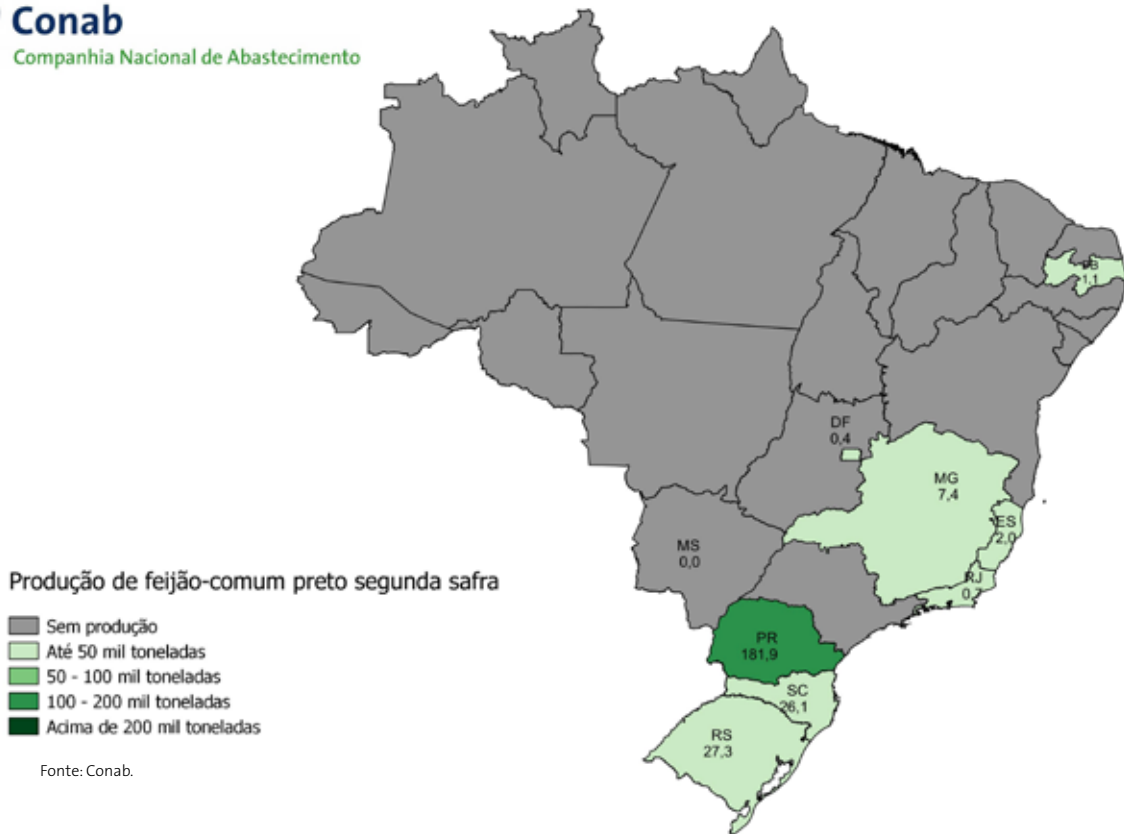 Conab
Companhia Nacional de Abastecimento
PB
1,1
DF
0,4
MG
7,4
ES
2,0
MS
0,0
RJ
0,7
Produção de feijão-comum preto segunda safra
Sem produção
Até 50 mil toneladas
50 - 100 mil toneladas
100 - 200 mil toneladas
Acima de 200 mil toneladas
PR
181,9
SC
26,1
RS
27,3
Fonte: Conab.